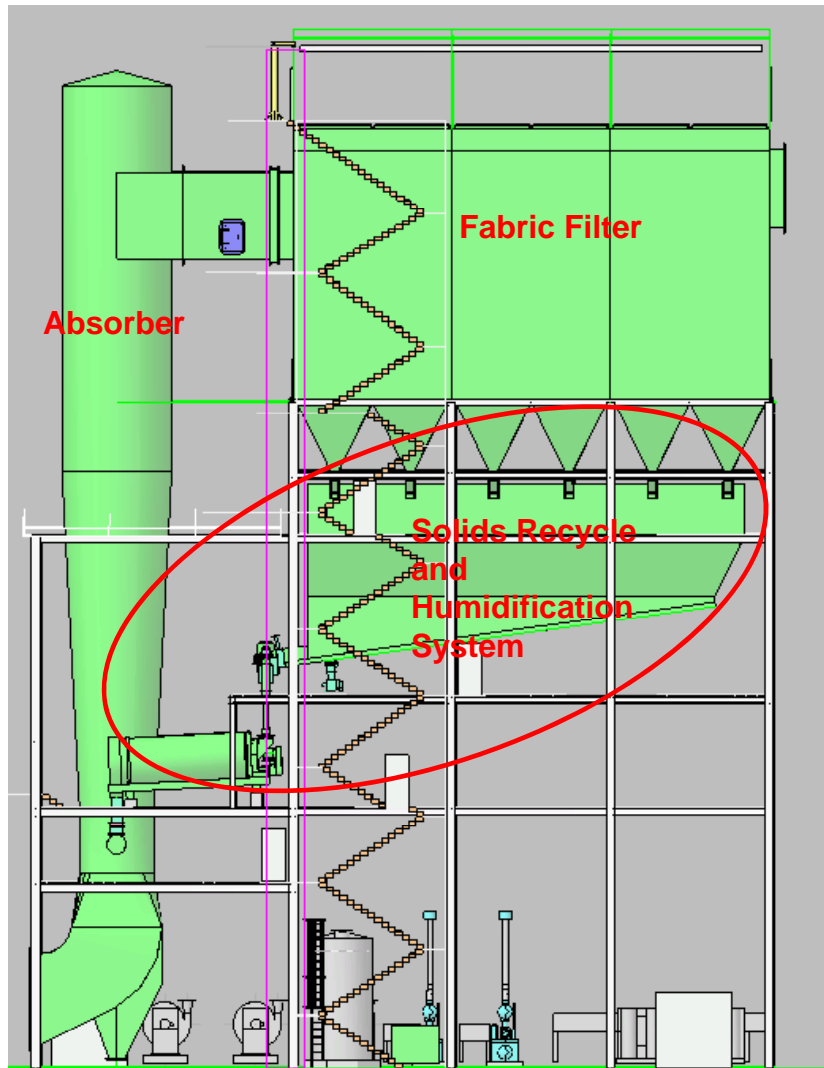 Fabric Filter
Absorber
Solids Recycle
and
Humidification
System